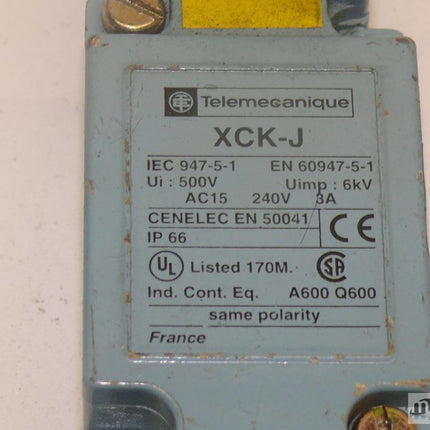 Telemecanique
XCK-J
IEC 947-5-1 EN 60947-5-1
Ui : 500V Uimp : 6kV
AC15 240V 3A
CENELEC EN 50041
IP 66
CE
UL Listed 170M. SA
Ind. Cont. Eq. A600 Q600
same polarity
France